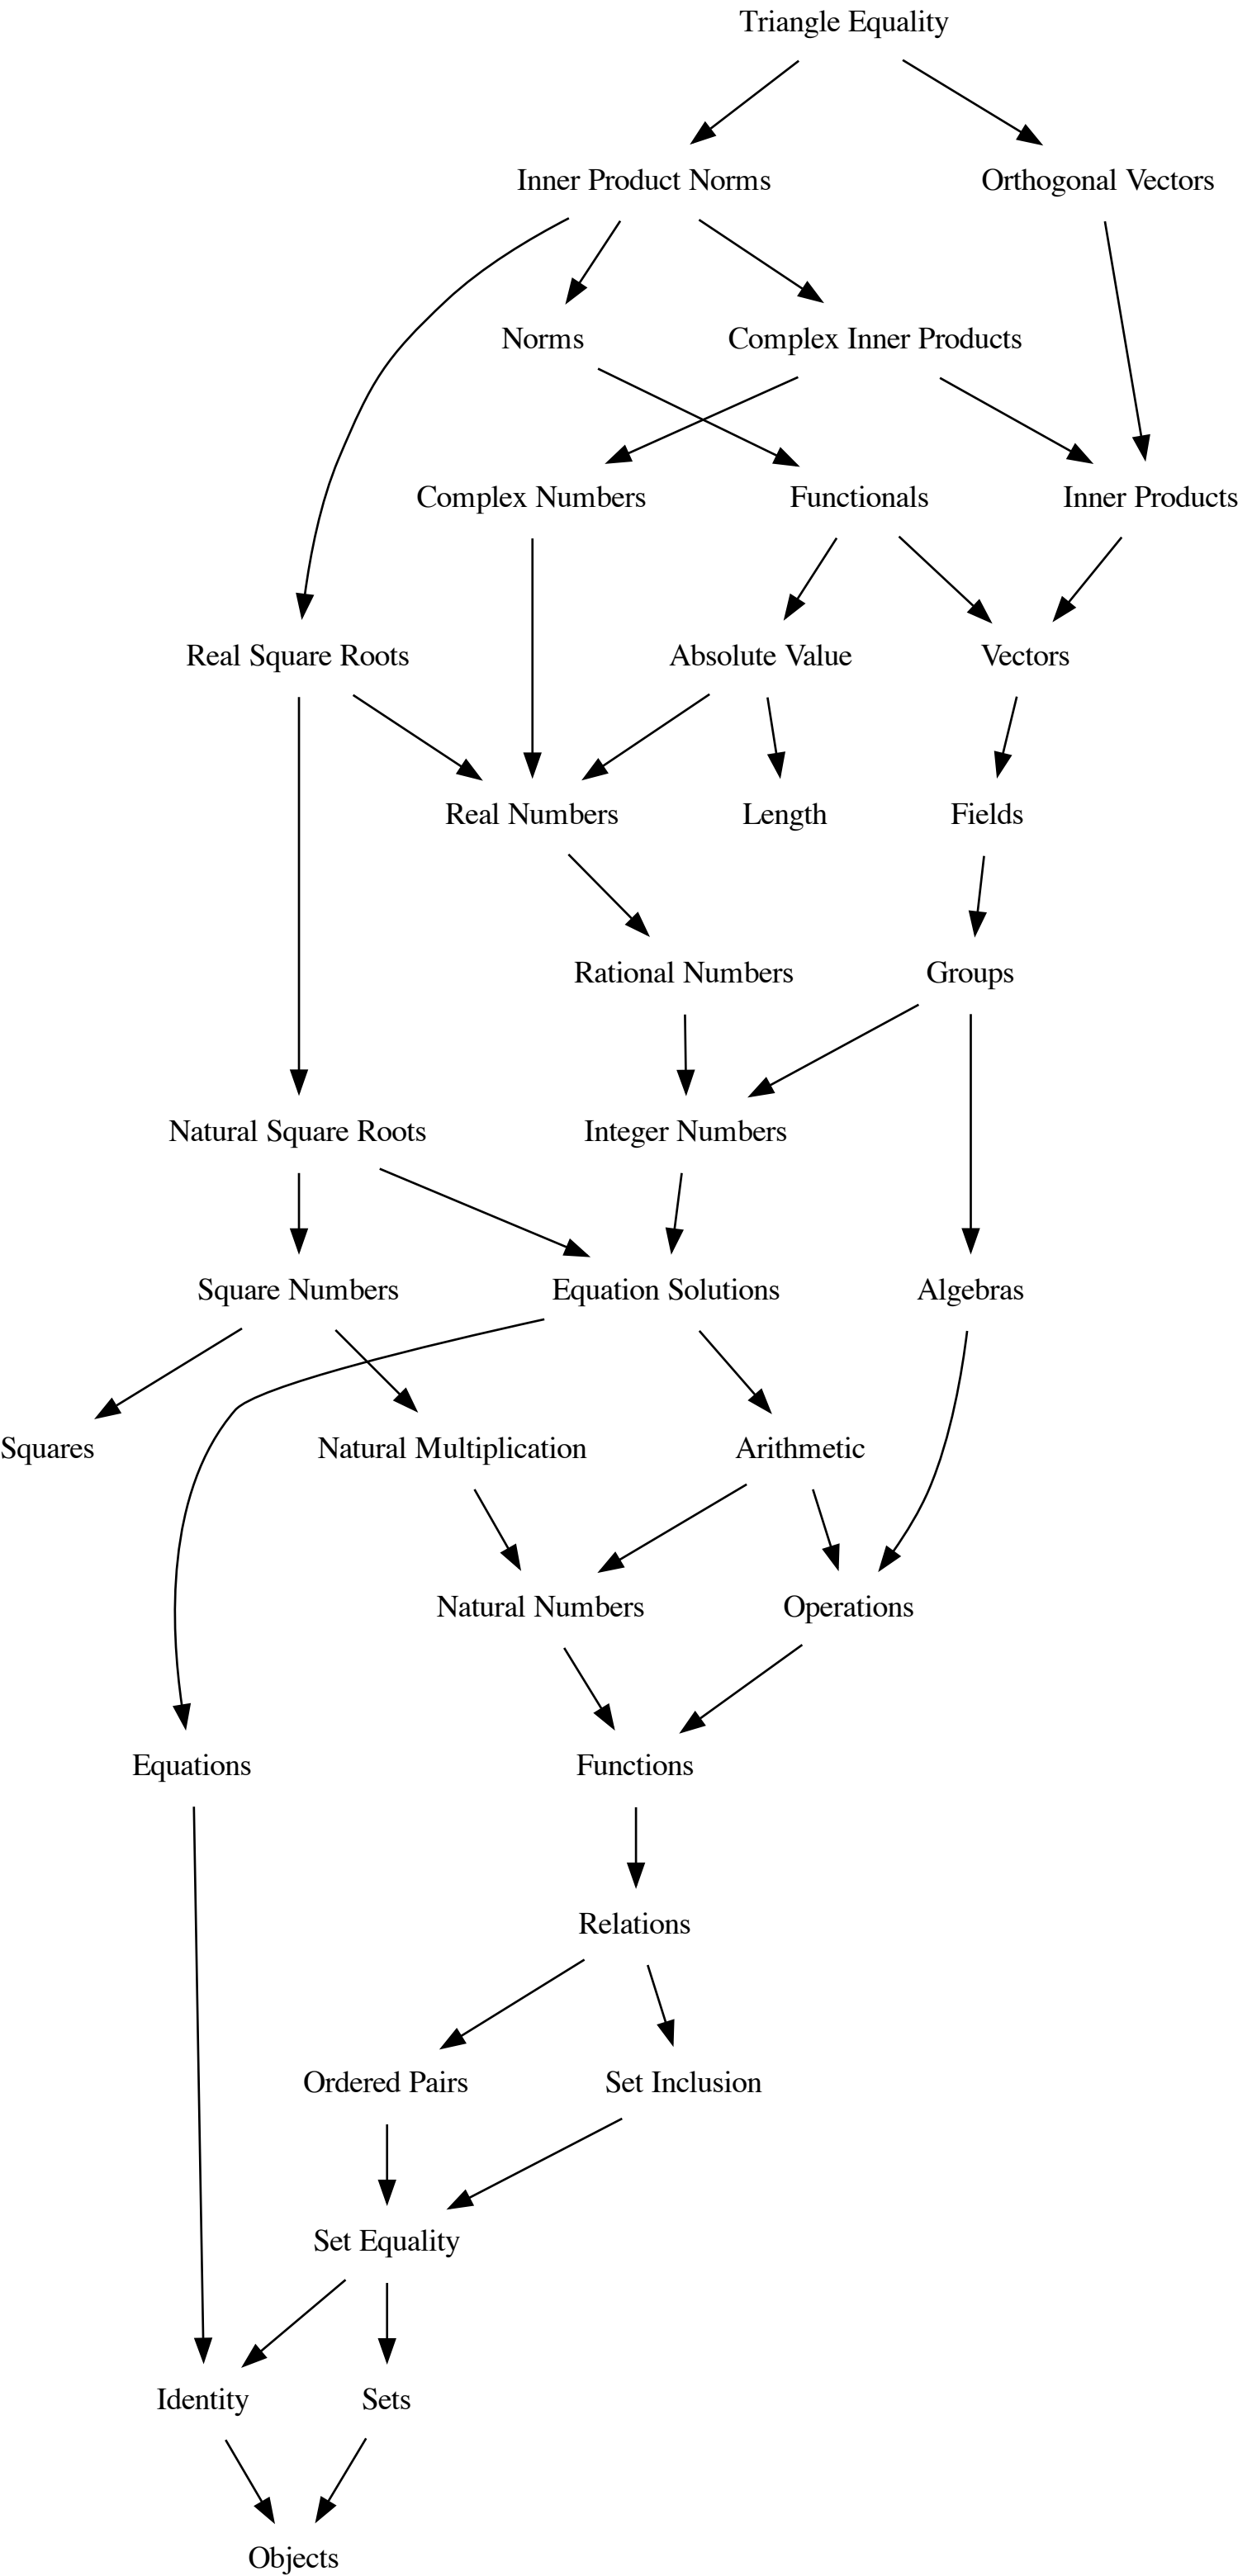 Triangle Equality
Inner Product Norms
Orthogonal Vectors
Norms
Complex Inner Products
Complex Numbers
Functionals
Inner Products
Real Square Roots
Absolute Value
Vectors
Real Numbers
Length
Fields
Rational Numbers
Groups
Natural Square Roots
Integer Numbers
Square Numbers
Equation Solutions
Algebras
Squares
Natural Multiplication
Arithmetic
Natural Numbers
Operations
Equations
Functions
Relations
Ordered Pairs
Set Inclusion
Set Equality
Identity
Sets
Objects